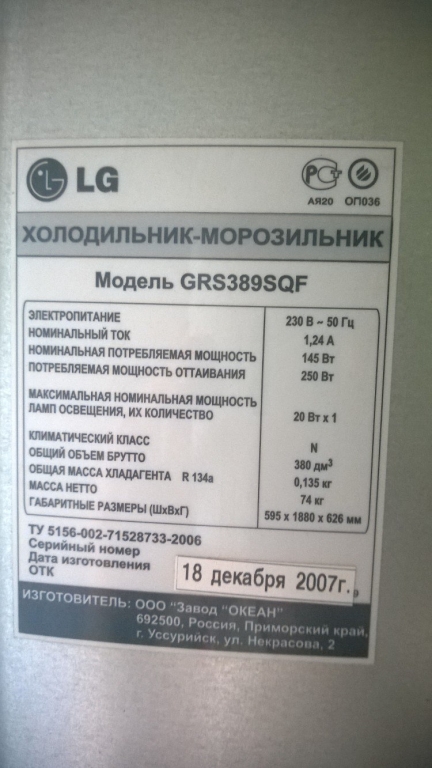 LG
АЯ20 ОП036
ХОЛОДИЛЬНИК-МОРОЗИЛЬНИК
Модель GRS389SQF
ЭЛЕКТРОПИТАНИЕ 230 В ~ 50 Гц
НОМИНАЛЬНЫЙ ТОК 1,24 А
НОМИНАЛЬНАЯ ПОТРЕБЛЯЕМАЯ МОЩНОСТЬ 145 Вт
ПОТРЕБЛЯЕМАЯ МОЩНОСТЬ ОТТАИВАНИЯ 250 Вт
МАКСИМАЛЬНАЯ НОМИНАЛЬНАЯ МОЩНОСТЬ
ЛАМП ОСВЕЩЕНИЯ, ИХ КОЛИЧЕСТВО 20 Вт x 1
КЛИМАТИЧЕСКИЙ КЛАСС N
ОБЩИЙ ОБЪЕМ БРУТТО 380 дм³
ОБЩАЯ МАССА ХЛАДАГЕНТА R 134a 0,135 кг
МАССА НЕТТО 74 кг
ГАБАРИТНЫЕ РАЗМЕРЫ (ШxВxГ) 595 x 1880 x 626 мм
ТУ 5156-002-71528733-2006
Серийный номер
Дата изготовления 18 декабря 2007г.
ОТК
ИЗГОТОВИТЕЛЬ: ООО "Завод "ОКЕАН"
692500, Россия, Приморский край,
г. Уссурийск, ул. Некрасова, 2